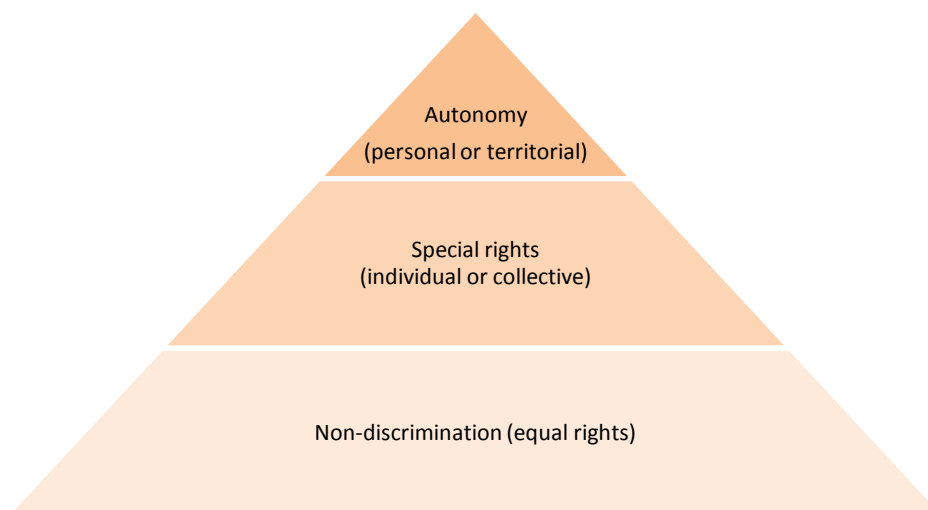 Autonomy
(personal or territorial)
Special rights
(individual or collective)
Non-discrimination (equal rights)